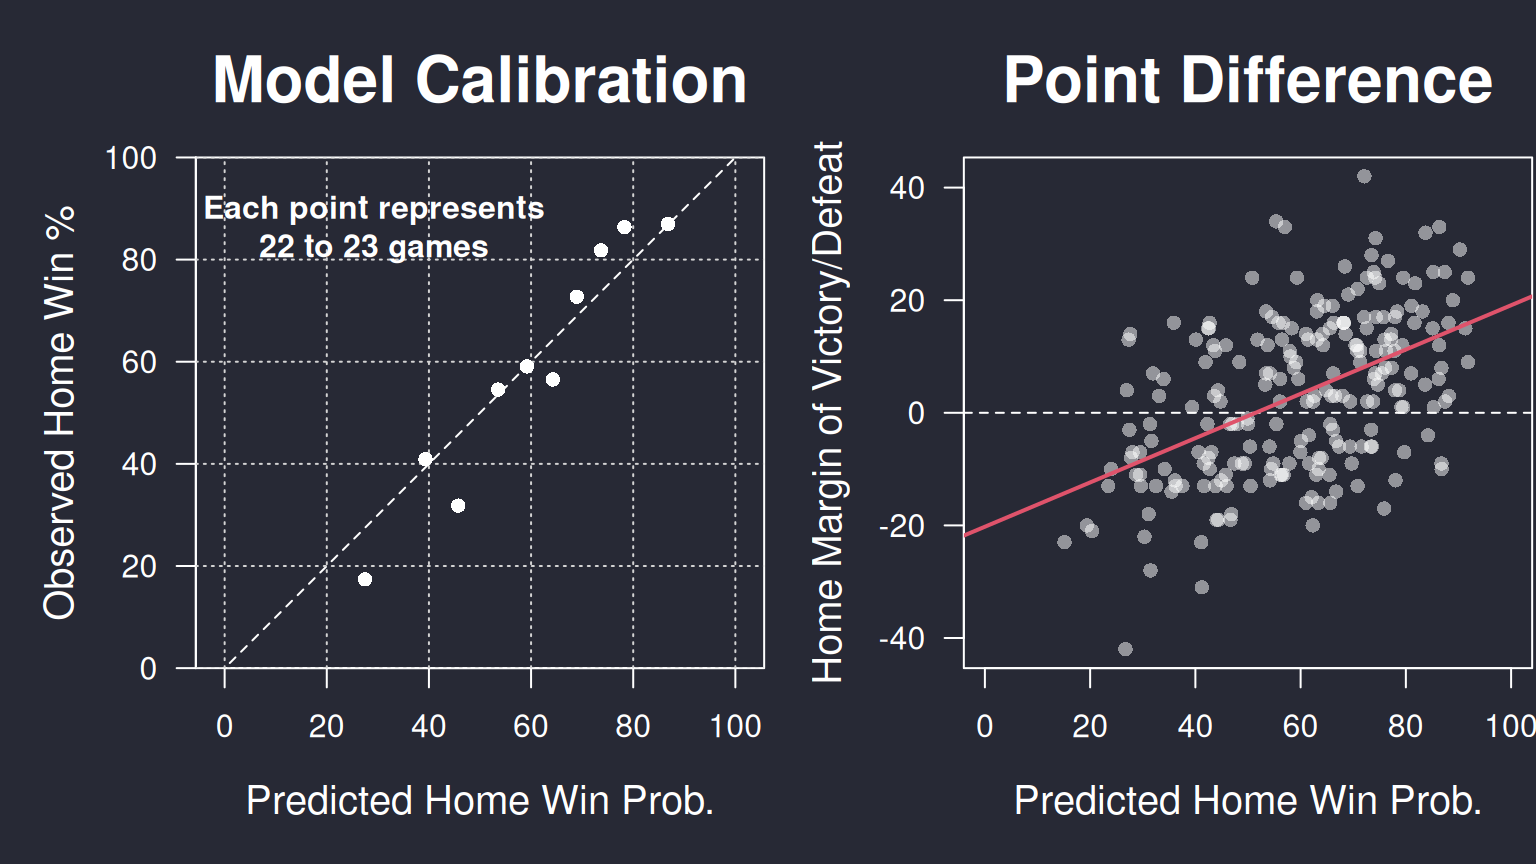 Model Calibration
Observed Home Win %
100
80
60
40
20
0
Each point represents
22 to 23 games
0 20 40 60 80 100
Predicted Home Win Prob.
Point Difference
Home Margin of Victory/Defeat
40
20
0
-20
-40
0 20 40 60 80 100
Predicted Home Win Prob.